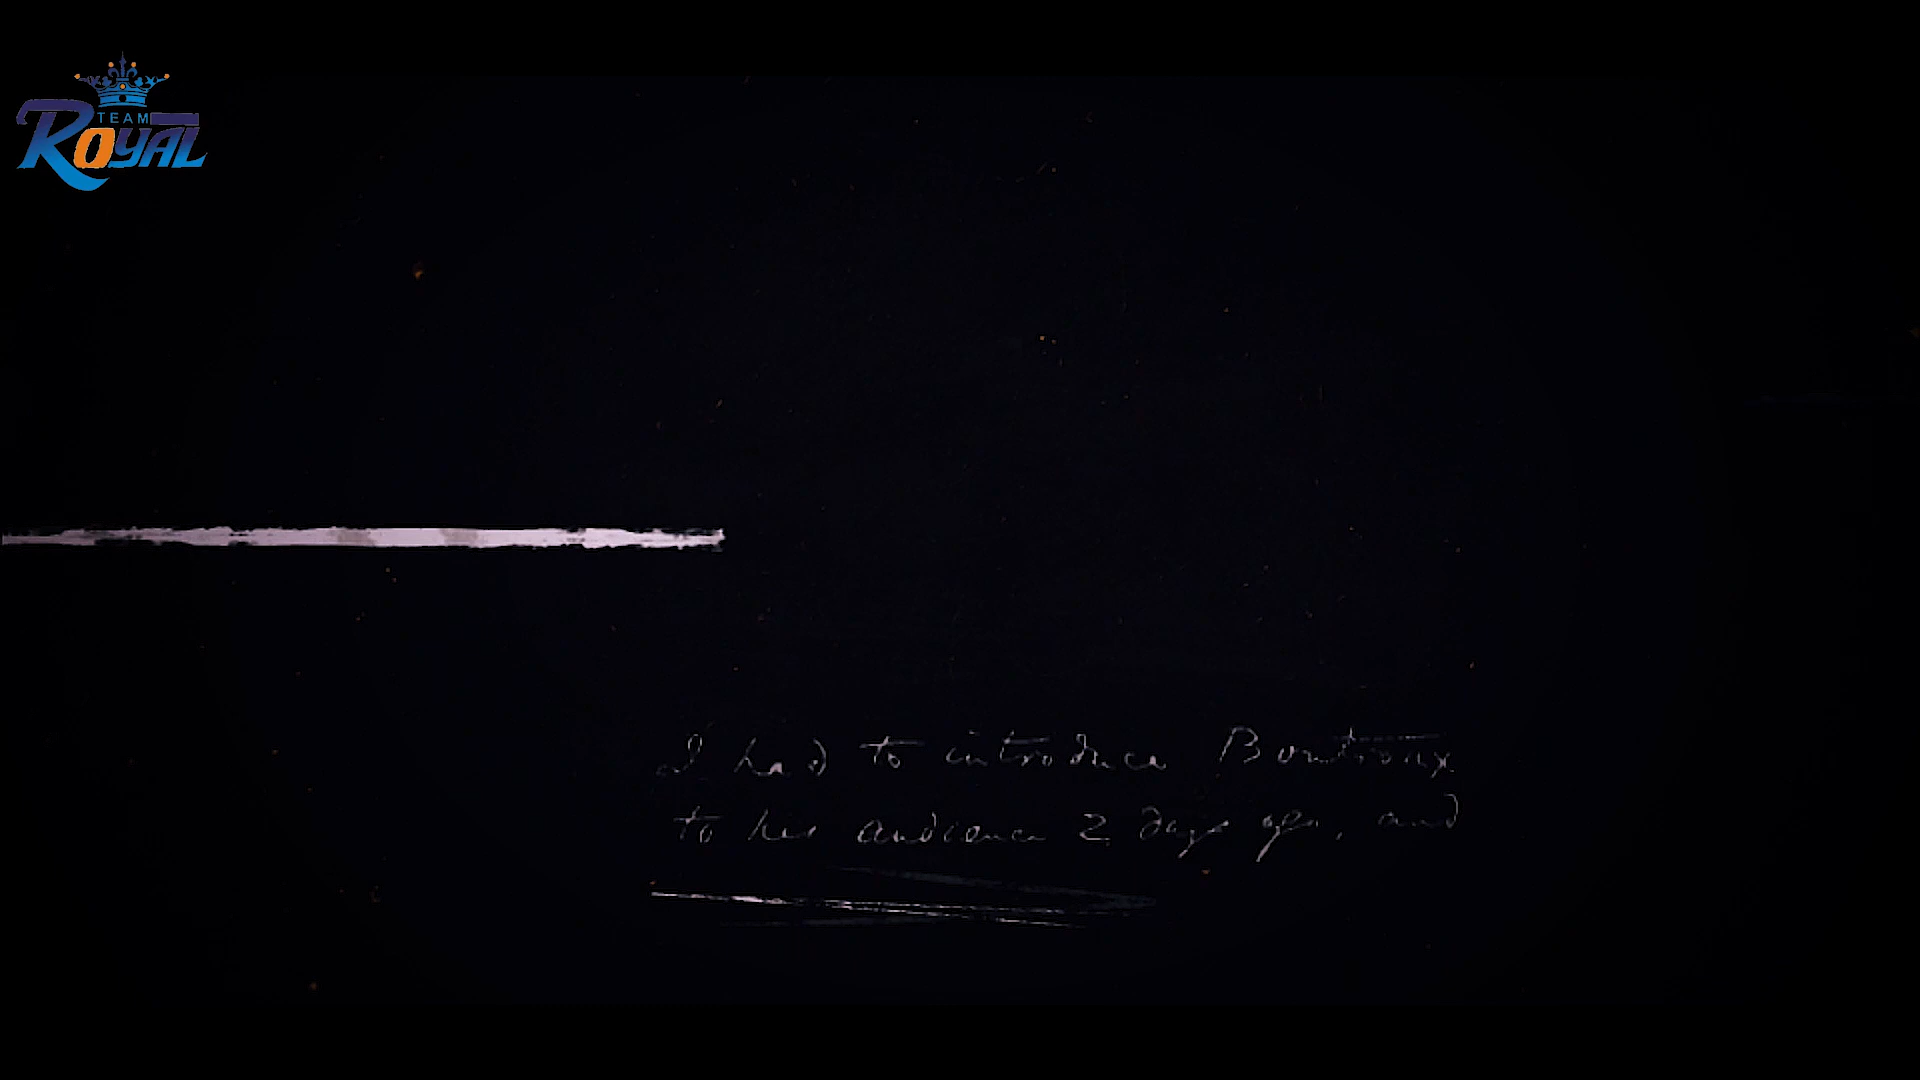 TEAM
ROYAL
I had to introduce Boutroux
to his audience 2 days ago, and